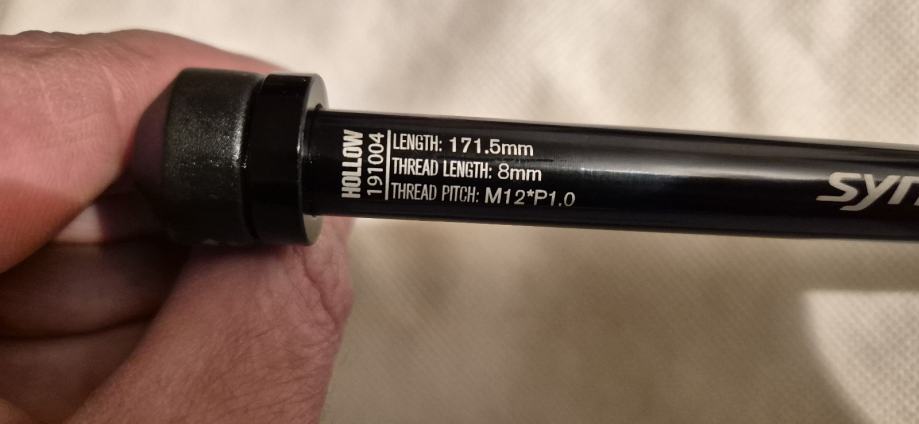 HOLLOW
191004
LENGTH: 171.5mm
THREAD LENGTH: 8mm
THREAD PITCH: M12*P1.0